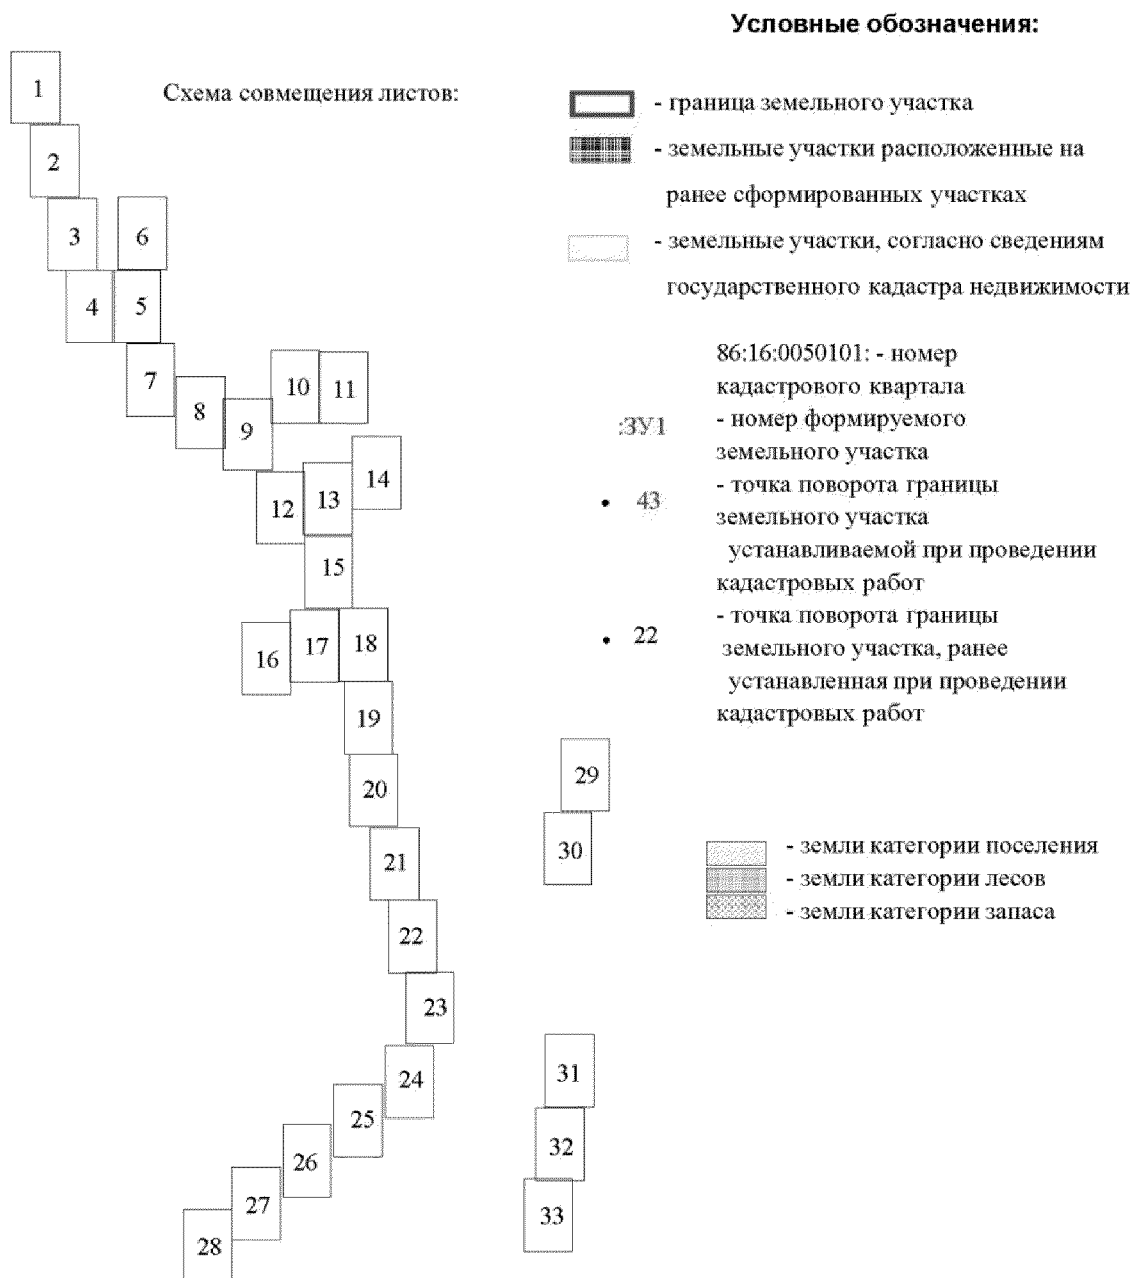 Условные обозначения:
1
Схема совмещения листов:
- граница земельного участка
2
- земельные участки расположенные на
ранее сформированных участках
3
6
- земельные участки, согласно сведениям
государственного кадастра недвижимости
4
5
7
8
9
10
11
86:16:0050101: - номер
кадастрового квартала
:ЗУ1
- номер формируемого
земельного участка
12
13
14
43
- точка поворота границы
земельного участка
устанавливаемой при проведении
кадастровых работ
15
16
17
18
22
- точка поворота границы
земельного участка, ранее
устанавленная при проведении
кадастровых работ
19
20
29
21
30
- земли категории поселения
- земли категории лесов
- земли категории запаса
22
23
24
31
25
32
26
27
33
28